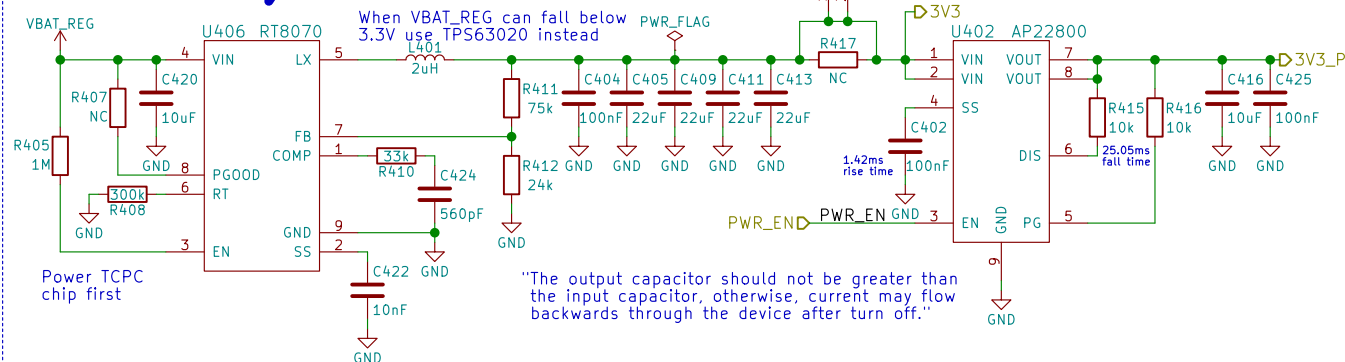 VBAT_REG
When VBAT_REG can fall below
3.3V use TPS63020 instead
PWR_FLAG
3V3
U406 RT8070
U402 AP22800
4 VIN
LX 5
L401
2uH
R417
NC
1 VIN
2 VIN
VOUT 7
VOUT 8
3V3_P
C420
10uF
R407
NC
R411
75k
C404
100nF
C405
22uF
C409
22uF
C411
22uF
C413
22uF
4 SS
C402
100nF
1.42ms
rise time
R415
10k
R416
10k
C416
10uF
C425
100nF
R405
1M
GND
FB 7
COMP 1
33k
R410
R412
24k
GND
GND
GND
GND
GND
DIS 6
25.05ms
fall time
GND
GND
8 PGOOD
6 RT
300k
R408
GND
C424
560pF
GND
PWR_EN
PWR_EN
GND
3 EN
GND
PG 5
GND 9
SS 2
3 EN
GND
9
GND
Power TCPC
chip first
C422
10nF
GND
"The output capacitor should not be greater than
the input capacitor, otherwise, current may flow
backwards through the device after turn off."